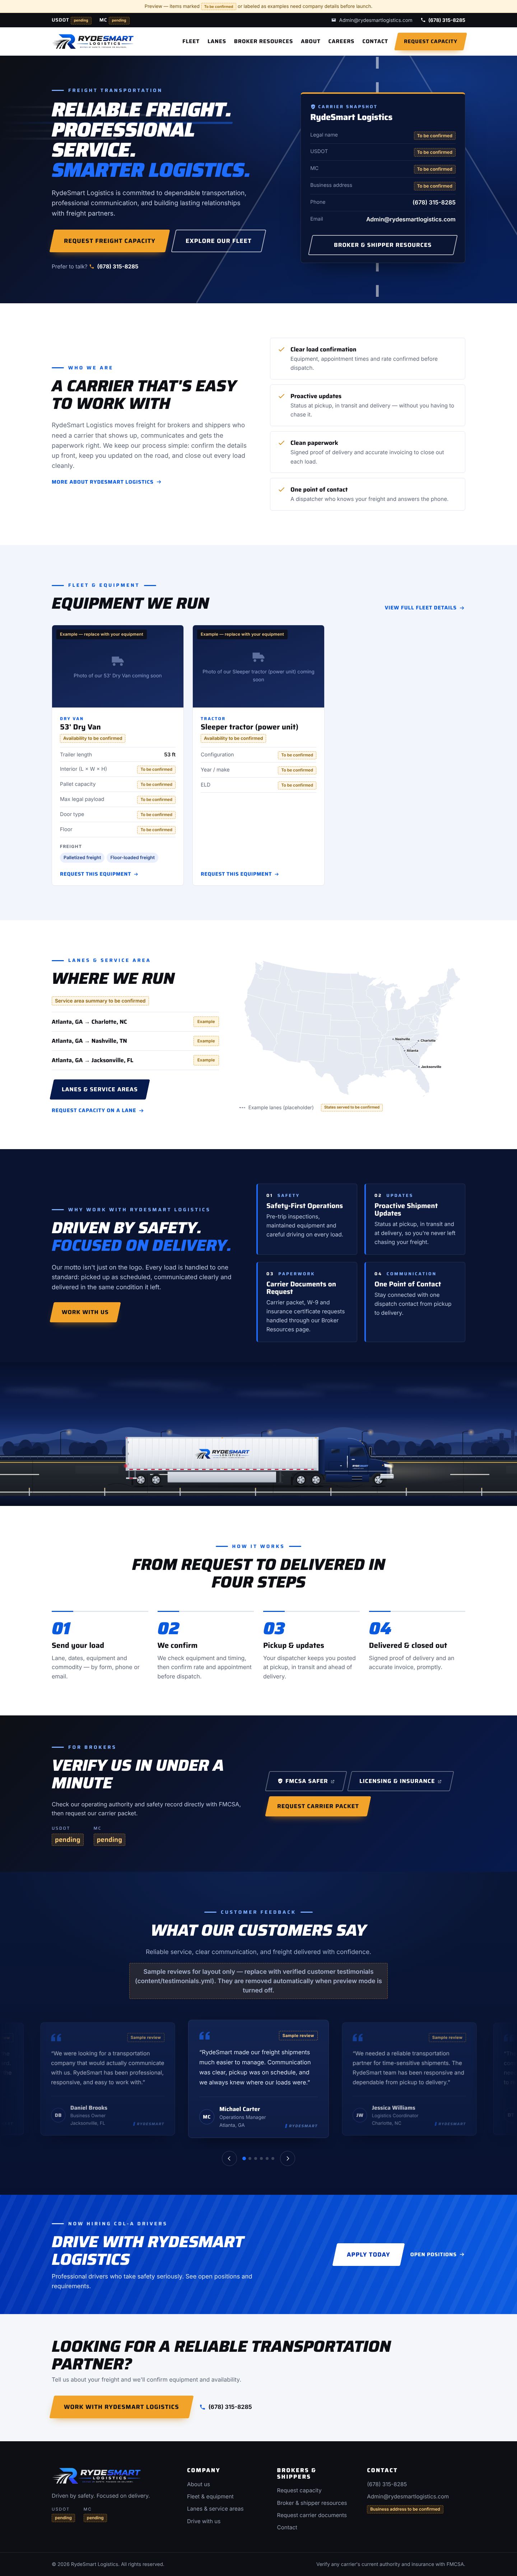 Preview — items marked To be confirmed or labeled as examples need company details before launch.
USDOT pending MC pending Admin@rydesmartlogistics.com (678) 315-8285
RYDESMART LOGISTICS FLEET LANES BROKER RESOURCES ABOUT CAREERS CONTACT REQUEST CAPACITY
FREIGHT TRANSPORTATION
RELIABLE FREIGHT.
PROFESSIONAL
SERVICE.
SMARTER LOGISTICS.
RydeSmart Logistics is committed to dependable transportation,
professional communication, and building lasting relationships
with freight partners.
REQUEST FREIGHT CAPACITY EXPLORE OUR FLEET
Prefer to talk? (678) 315-8285
CARRIER SNAPSHOT
RydeSmart Logistics
Legal name To be confirmed
USDOT To be confirmed
MC To be confirmed
Business address To be confirmed
Phone (678) 315-8285
Email Admin@rydesmartlogistics.com
BROKER & SHIPPER RESOURCES
WHO WE ARE
A CARRIER THAT'S EASY
TO WORK WITH
RydeSmart Logistics moves freight for brokers and shippers who
need a carrier that shows up, communicates and gets the
paperwork right. We keep our process simple: confirm the details
up front, keep you updated on the road, and close out every load
cleanly.
MORE ABOUT RYDESMART LOGISTICS →
Clear load confirmation
Equipment, appointment times and rate confirmed before
dispatch.
Proactive updates
Status at pickup, in transit and delivery — without you having to
chase it.
Clean paperwork
Signed proof of delivery and accurate invoicing to close out
each load.
One point of contact
A dispatcher who knows your freight and answers the phone.
FLEET & EQUIPMENT
EQUIPMENT WE RUN
VIEW FULL FLEET DETAILS →
Example — replace with your equipment
Photo of our 53' Dry Van coming soon
DRY VAN
53' Dry Van
Availability to be confirmed
Trailer length 53 ft
Interior (L × W × H) To be confirmed
Pallet capacity To be confirmed
Max legal payload To be confirmed
Door type To be confirmed
Floor To be confirmed
FREIGHT
Palletized freight Floor-loaded freight
REQUEST THIS EQUIPMENT →
Example — replace with your equipment
Photo of our Sleeper tractor (power unit) coming
soon
TRACTOR
Sleeper tractor (power unit)
Availability to be confirmed
Configuration To be confirmed
Year / make To be confirmed
ELD To be confirmed
REQUEST THIS EQUIPMENT →
LANES & SERVICE AREA
WHERE WE RUN
Service area summary to be confirmed
Atlanta, GA → Charlotte, NC Example
Atlanta, GA → Nashville, TN Example
Atlanta, GA → Jacksonville, FL Example
LANES & SERVICE AREAS
REQUEST CAPACITY ON A LANE →
Nashville
Charlotte
Atlanta
Jacksonville
Example lanes (placeholder) States served to be confirmed
WHY WORK WITH RYDESMART LOGISTICS
DRIVEN BY SAFETY.
FOCUSED ON DELIVERY.
Our motto isn't just on the logo. Every load is handled to one
standard: picked up as scheduled, communicated clearly and
delivered in the same condition it left.
WORK WITH US
01 SAFETY
Safety-First Operations
Pre-trip inspections,
maintained equipment and
careful driving on every load.
02 UPDATES
Proactive Shipment
Updates
Status at pickup, in transit and
at delivery, so you're never left
chasing your freight.
03 PAPERWORK
Carrier Documents on
Request
Carrier packet, W-9 and
insurance certificate requests
handled through our Broker
Resources page.
04 COMMUNICATION
One Point of Contact
Stay connected with one
dispatch contact from pickup
to delivery.
RYDESMART
LOGISTICS
HOW IT WORKS
FROM REQUEST TO DELIVERED IN
FOUR STEPS
01
Send your load
Lane, dates, equipment and
commodity — by form, phone or
email.
02
We confirm
We check equipment and timing,
then confirm rate and appointment
before dispatch.
03
Pickup & updates
Your dispatcher keeps you posted
at pickup, in transit and ahead of
delivery.
04
Delivered & closed out
Signed proof of delivery and an
accurate invoice, promptly.
FOR BROKERS
VERIFY US IN UNDER A
MINUTE
Check our operating authority and safety record directly with FMCSA,
then request our carrier packet.
USDOT MC
pending pending
FMCSA SAFER LICENSING & INSURANCE
REQUEST CARRIER PACKET
CUSTOMER FEEDBACK
WHAT OUR CUSTOMERS SAY
Reliable service, clear communication, and freight delivered with confidence.
Sample reviews for layout only — replace with verified customer testimonials
(content/testimonials.yml). They are removed automatically when preview mode is
turned off.
Sample review
"We were looking for a transportation
company that would actually communicate
with us. RydeSmart has been professional,
responsive, and easy to work with."
DB Daniel Brooks
Business Owner
Jacksonville, FL
RYDESMART
Sample review
"RydeSmart made our freight shipments
much easier to manage. Communication
was clear, pickup was on schedule, and
we always knew where our loads were."
MC Michael Carter
Operations Manager
Atlanta, GA
RYDESMART
Sample review
"We needed a reliable transportation
partner for time-sensitive shipments. The
RydeSmart team has been responsive and
dependable from pickup to delivery."
JW Jessica Williams
Logistics Coordinator
Charlotte, NC
RYDESMART
NOW HIRING CDL-A DRIVERS
DRIVE WITH RYDESMART
LOGISTICS
Professional drivers who take safety seriously. See open positions and
requirements.
APPLY TODAY OPEN POSITIONS →
LOOKING FOR A RELIABLE TRANSPORTATION
PARTNER?
Tell us about your freight and we'll confirm equipment and availability.
WORK WITH RYDESMART LOGISTICS (678) 315-8285
RYDESMART
LOGISTICS
Driven by safety. Focused on delivery.
USDOT MC
pending pending
COMPANY
About us
Fleet & equipment
Lanes & service areas
Drive with us
BROKERS &
SHIPPERS
Request capacity
Broker & shipper resources
Request carrier documents
Contact
CONTACT
(678) 315-8285
Admin@rydesmartlogistics.com
Business address to be confirmed
© 2026 RydeSmart Logistics. All rights reserved. Verify any carrier's current authority and insurance with FMCSA.